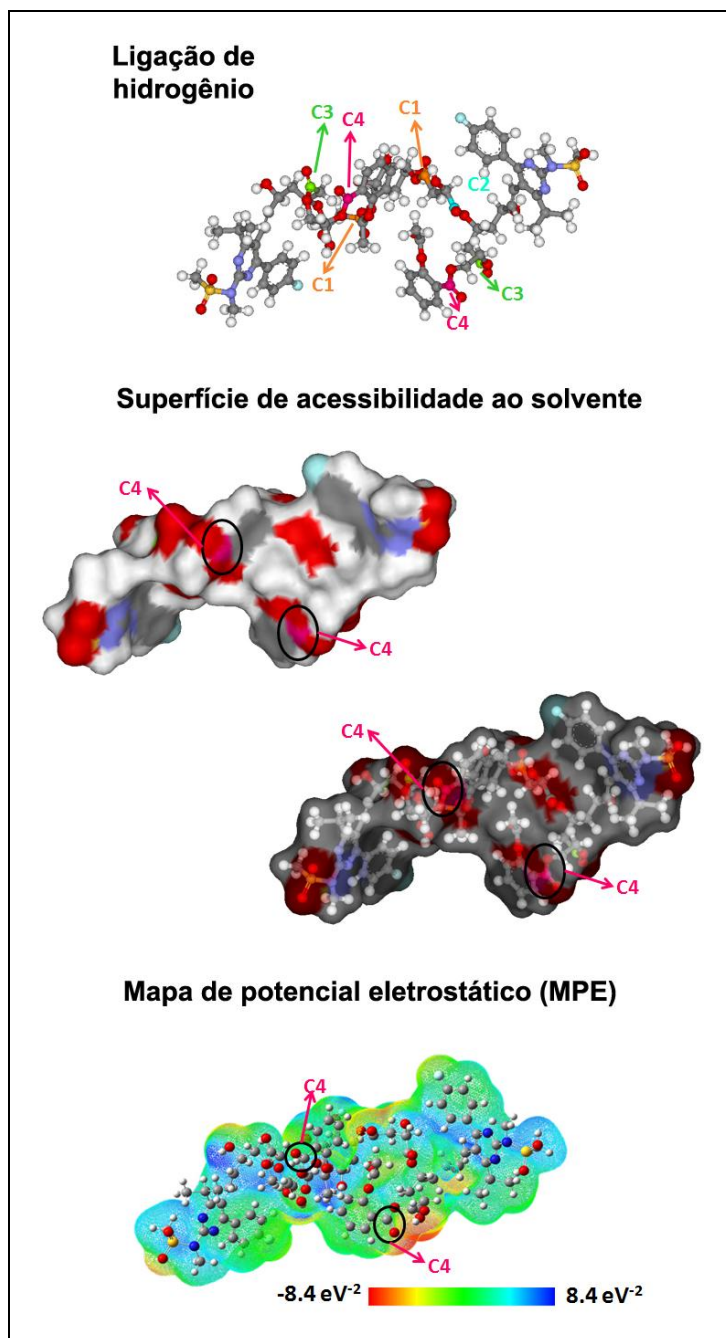 Ligação de
hidrogênio
C3
C4
C1
C2
C1
C3
C4
Superfície de acessibilidade ao solvente
C4
C4
C4
C4
Mapa de potencial eletrostático (MPE)
C4
C4
-8.4 eV⁻² 8.4 eV⁻²